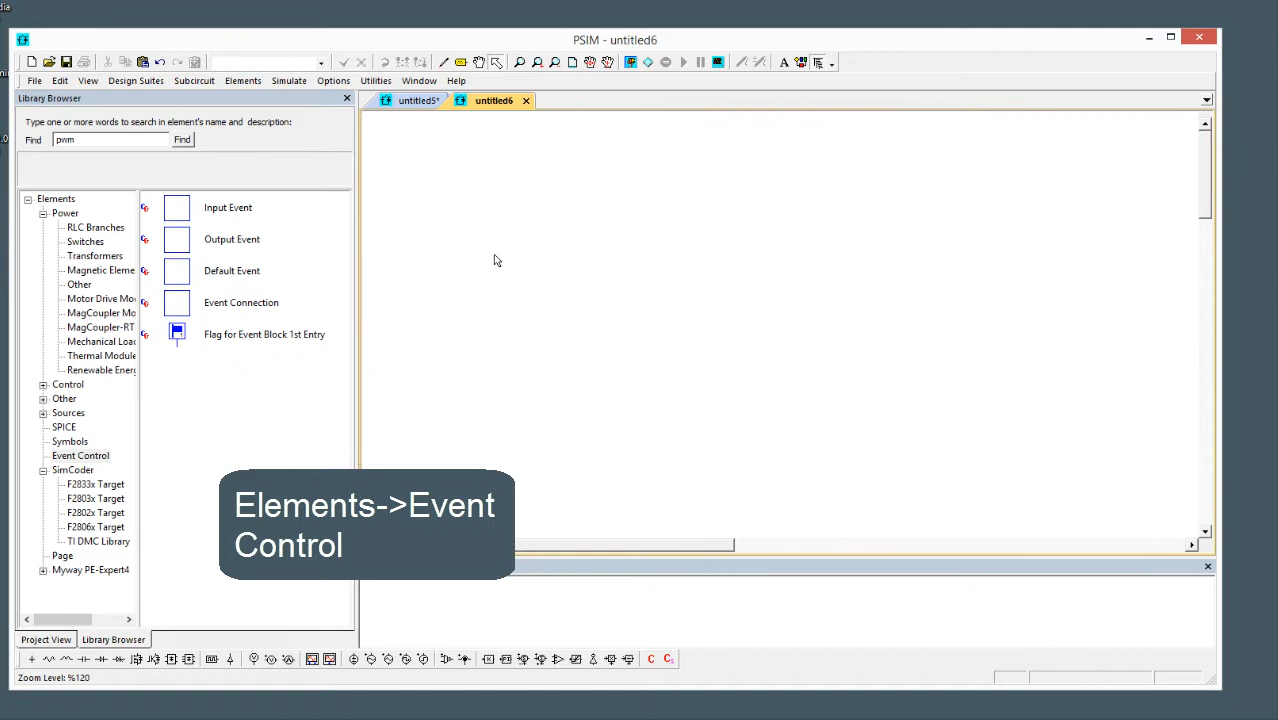 dia
PSIM - untitled6
File Edit View Design Suites Subcircuit Elements Simulate Options Utilities Window Help
Library Browser
untitled5* untitled6
Type one or more words to search in element's name and description:
Find pwm Find
Elements
Power
RLC Branches
Switches
Transformers
Magnetic Eleme
Other
Motor Drive Mo
MagCoupler Mo
MagCoupler-RT
Mechanical Loa
Thermal Module
Renewable Energ
Control
Other
Sources
SPICE
Symbols
Event Control
SimCoder
F2833x Target
F2803x Target
F2802x Target
F2806x Target
TI DMC Library
Page
Myway PE-Expert4
Input Event
Output Event
Default Event
Event Connection
Flag for Event Block 1st Entry
Elements->Event
Control
Project View Library Browser
Zoom Level: %120